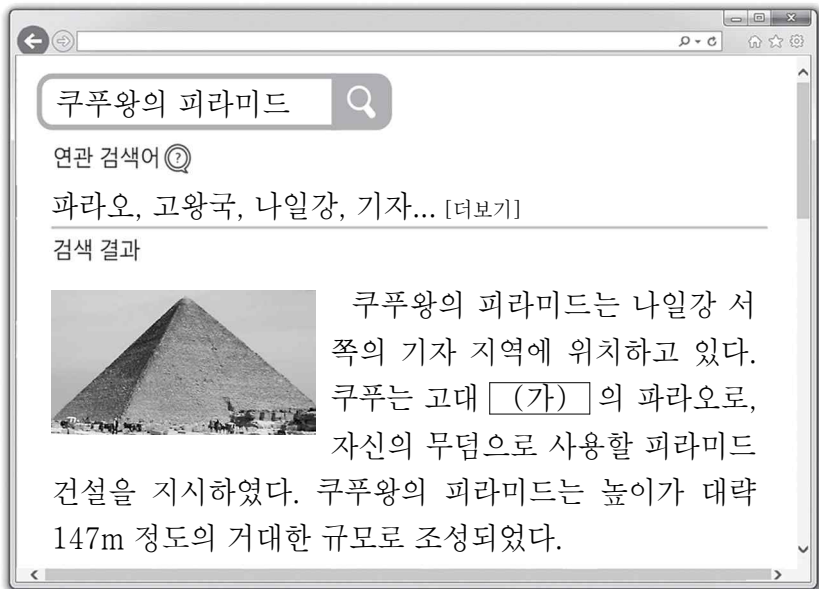 쿠푸왕의 피라미드
연관 검색어 ?
파라오, 고왕국, 나일강, 기자... [더보기]
검색 결과
쿠푸왕의 피라미드는 나일강 서
쪽의 기자 지역에 위치하고 있다.
쿠푸는 고대 (가) 의 파라오로,
자신의 무덤으로 사용할 피라미드
건설을 지시하였다. 쿠푸왕의 피라미드는 높이가 대략
147m 정도의 거대한 규모로 조성되었다.